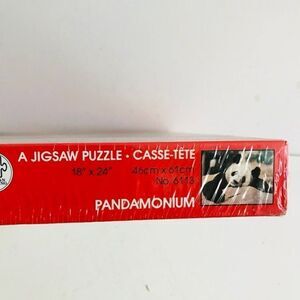 A JIGSAW PUZZLE • CASSE-TÊTE
18" x 24" 46cm x 61cm
No. 6113
PANDAMONIUM